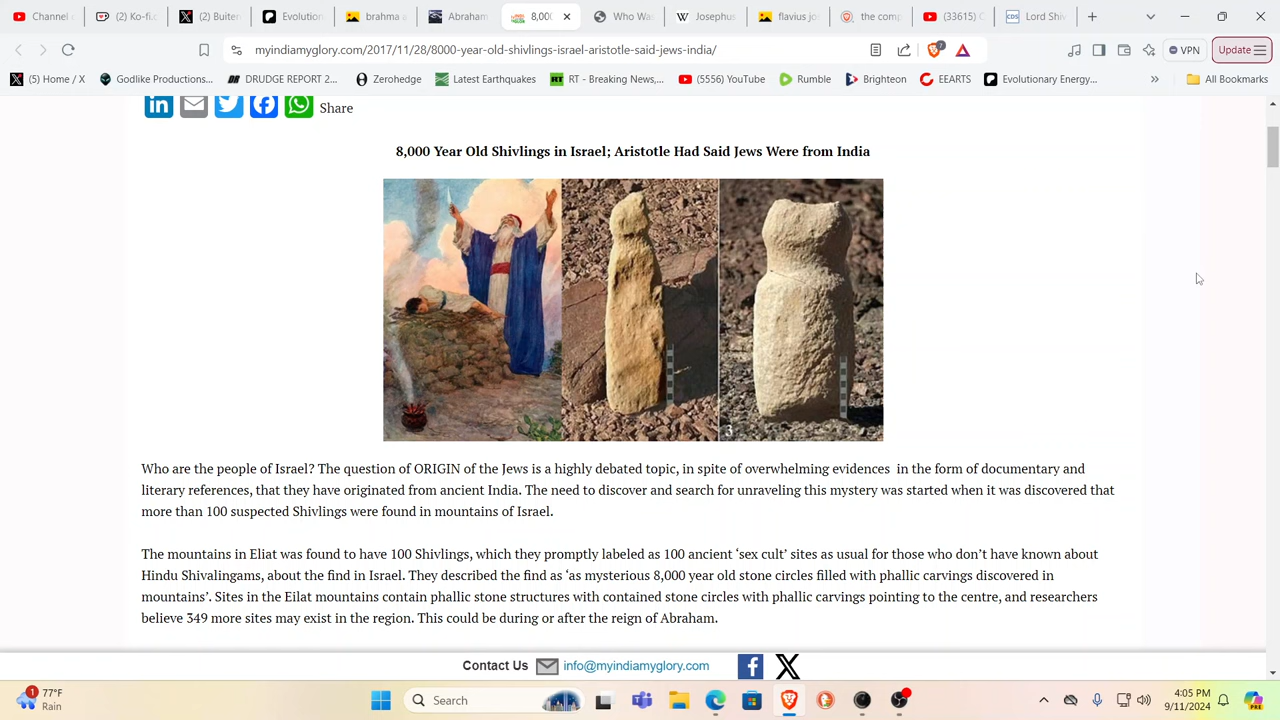 Channel
(2) Ko-fi.c
(2) Buiten
Evolution
brahma a
Abraham
8,000
Who Was
Josephus
flavius jo
the comp
(33615) C
Lord Shiv
myindiamyglory.com/2017/11/28/8000-year-old-shivlings-israel-aristotle-said-jews-india/
7
VPN
Update
(5) Home / X
Godlike Productions...
DRUDGE REPORT 2...
Zerohedge
Latest Earthquakes
RT - Breaking News,...
(5556) YouTube
Rumble
Brighteon
EEARTS
Evolutionary Energy...
All Bookmarks
Share
8,000 Year Old Shivlings in Israel; Aristotle Had Said Jews Were from India
3
Who are the people of Israel? The question of ORIGIN of the Jews is a highly debated topic, in spite of overwhelming evidences in the form of documentary and
literary references, that they have originated from ancient India. The need to discover and search for unraveling this mystery was started when it was discovered that
more than 100 suspected Shivlings were found in mountains of Israel.
The mountains in Eliat was found to have 100 Shivlings, which they promptly labeled as 100 ancient ‘sex cult’ sites as usual for those who don’t have known about
Hindu Shivalingams, about the find in Israel. They described the find as ‘as mysterious 8,000 year old stone circles filled with phallic carvings discovered in
mountains’. Sites in the Eilat mountains contain phallic stone structures with contained stone circles with phallic carvings pointing to the centre, and researchers
believe 349 more sites may exist in the region. This could be during or after the reign of Abraham.
Contact Us info@myindiamyglory.com
1
77°F
Rain
Search
4:05 PM
9/11/2024
PRE